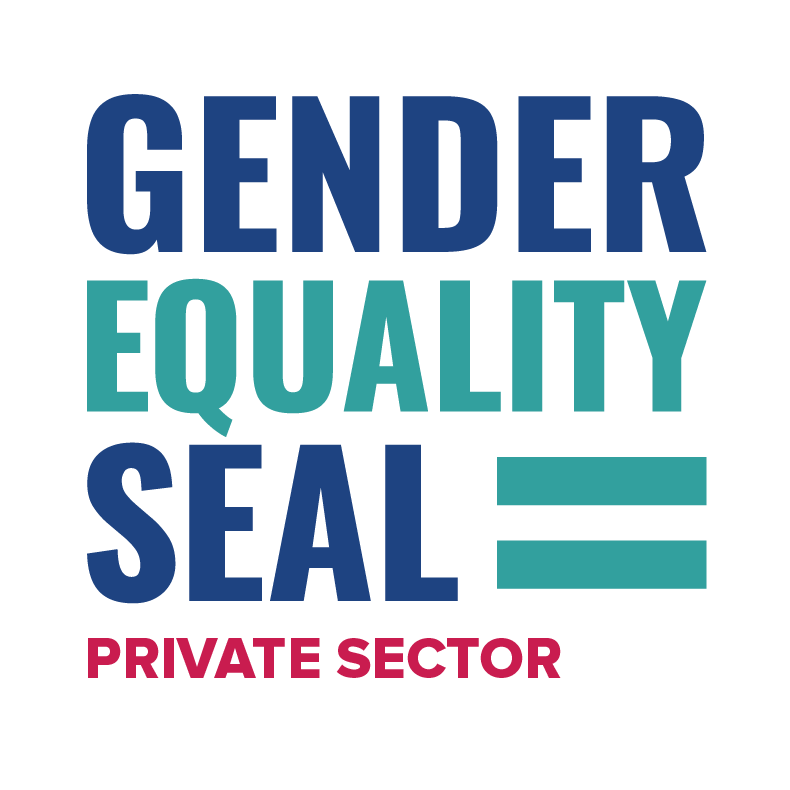 GENDER
EQUALITY
SEAL =
PRIVATE SECTOR